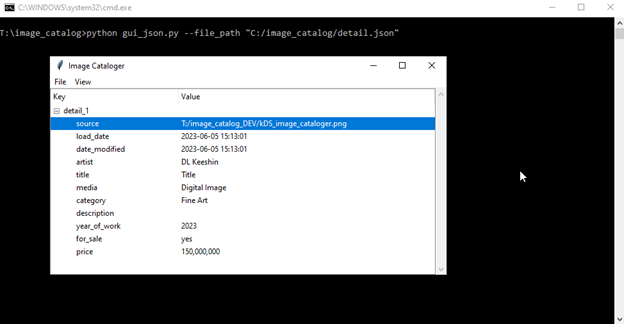 C:\WINDOWS\system32\cmd.exe
T:\image_catalog>python gui_json.py --file_path "C:/image_catalog/detail.json"
Image Cataloger
File View
Key Value
detail_1
source T:/image_catalog_DEV/kDS_image_cataloger.png
load_date 2023-06-05 15:13:01
date_modified 2023-06-05 15:13:01
artist DL Keeshin
title Title
media Digital Image
category Fine Art
description
year_of_work 2023
for_sale yes
price 150,000,000